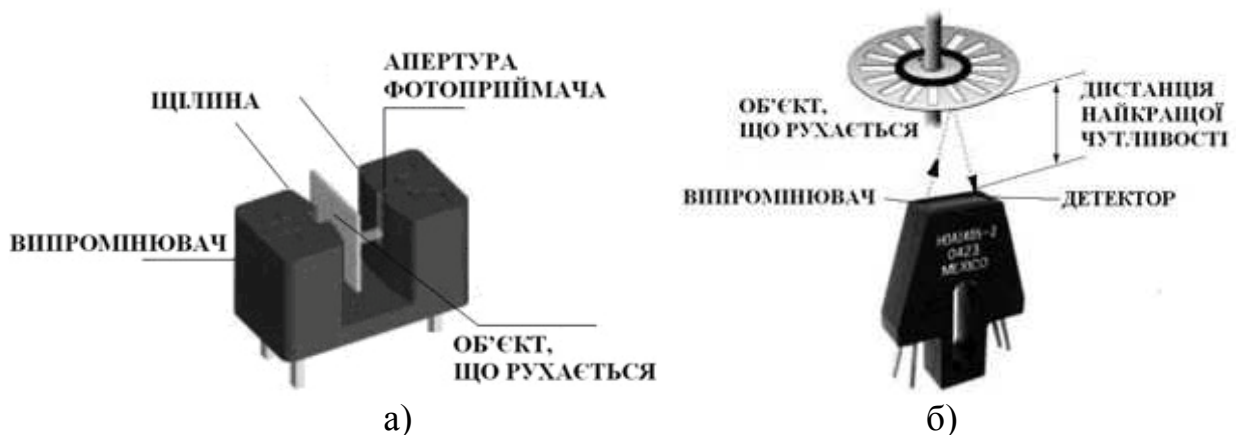 ЩІЛИНА
АПЕРТУРА
ФОТОПРИЙМАЧА
ВИПРОМІНЮВАЧ
ОБ’ЄКТ,
ЩО РУХАЄТЬСЯ
а)
ОБ’ЄКТ,
ЩО РУХАЄТЬСЯ
ДИСТАНЦІЯ
НАЙКРАЩОЇ
ЧУТЛИВОСТІ
ВИПРОМІНЮВАЧ
ДЕТЕКТОР
0423
MEXICO
б)